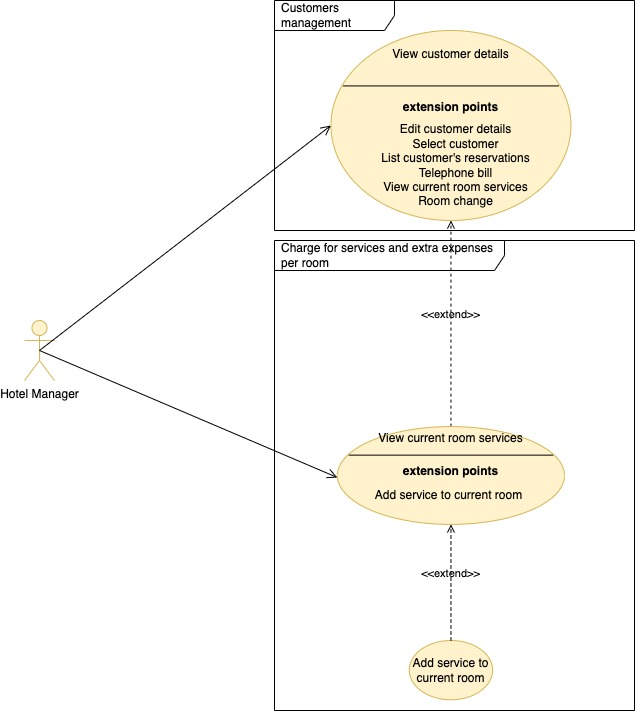 Customers
management
View customer details
extension points
Edit customer details
Select customer
List customer's reservations
Telephone bill
View current room services
Room change
Charge for services and extra expenses
per room
<<extend>>
Hotel Manager
View current room services
extension points
Add service to current room
<<extend>>
Add service to
current room